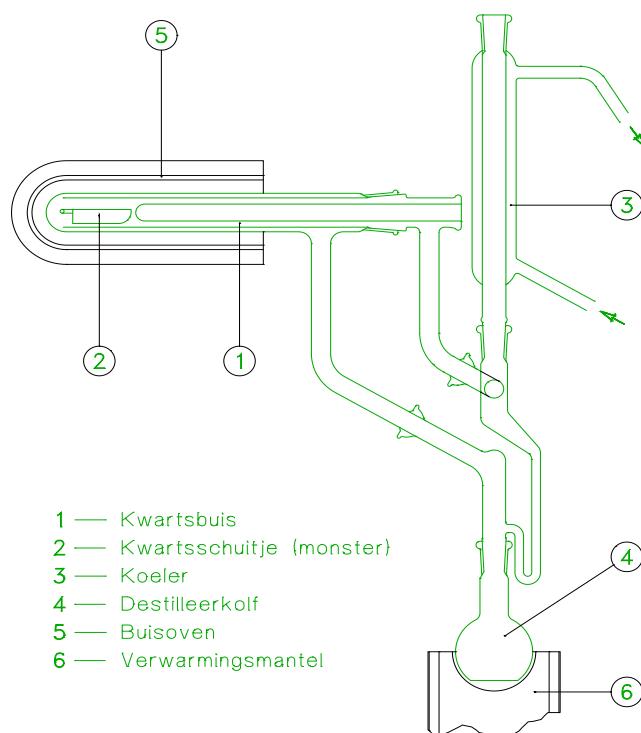 5
3
2
1
1 — Kwartsbuis
2 — Kwartsschuitje (monster)
3 — Koeler
4 — Destilleerkolf
5 — Buisoven
6 — Verwarmingsmantel
4
6